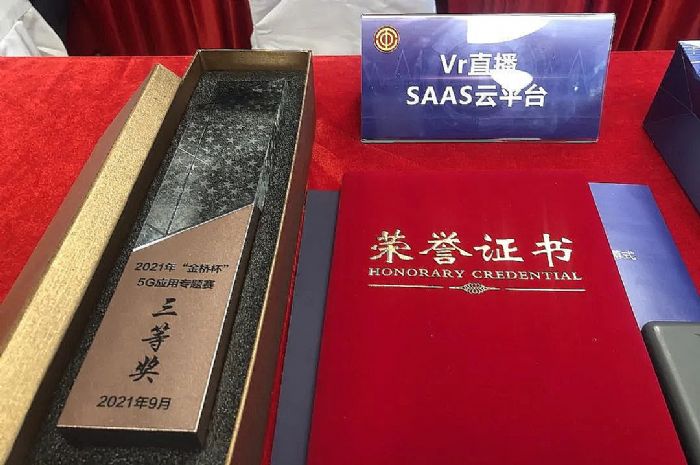 Vr直播
SAAS云平台
荣誉证书
HONORARY CREDENTIAL
2021年“金桥杯”
5G应用专题赛
三等奖
2021年9月
式